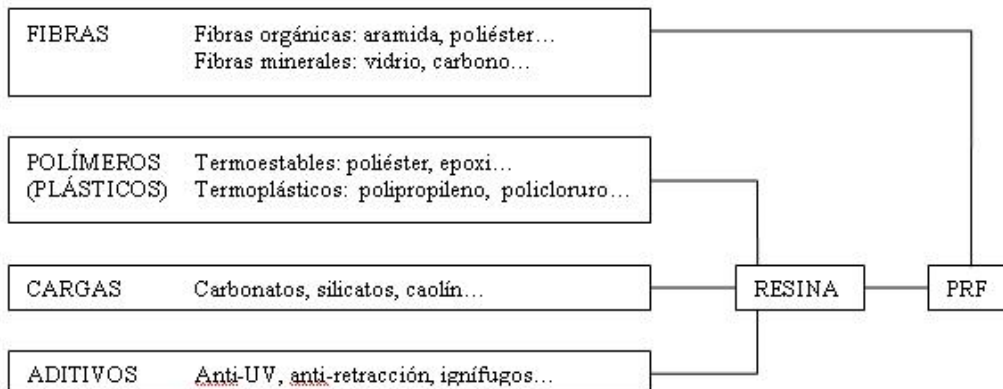 FIBRAS Fibras orgánicas: aramida, poliéster...
Fibras minerales: vidrio, carbono...
POLÍMEROS Termoestables: poliéster, epoxi...
(PLÁSTICOS) Termoplásticos: polipropileno, policloruro...
CARGAS Carbonatos, silicatos, caolín...
RESINA
PRF
ADITIVOS Anti-UV, anti-retracción, ignífugos...